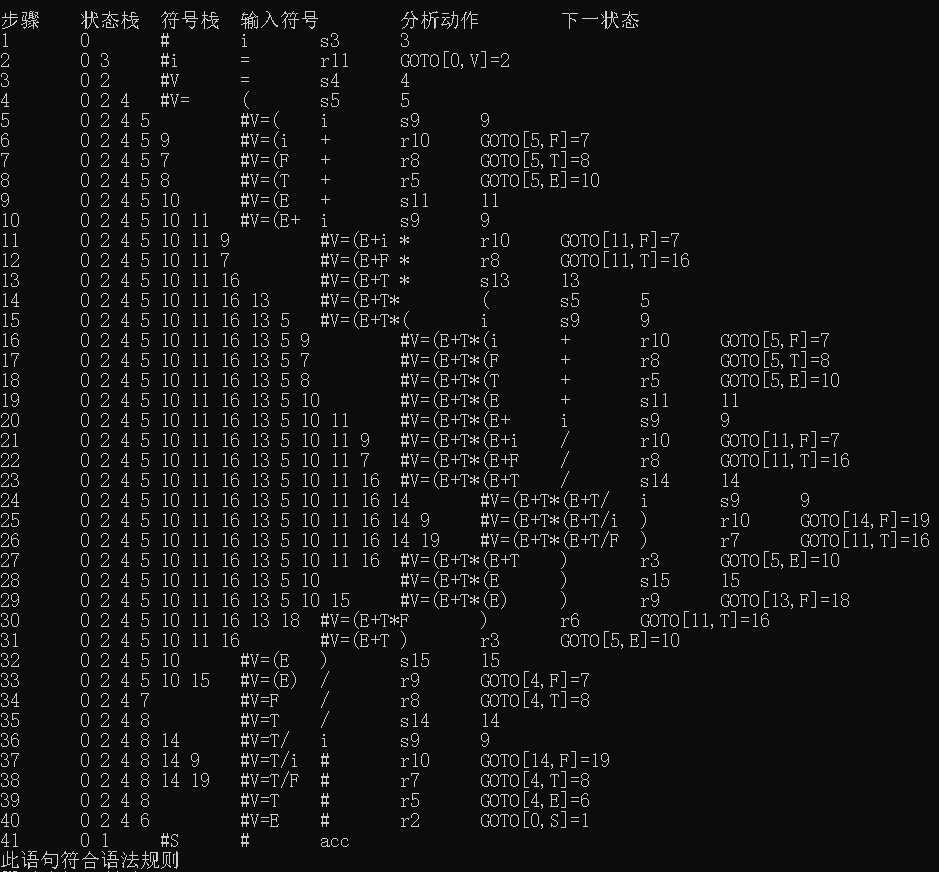 步骤 状态栈 符号栈 输入符号 分析动作 下一状态
1 0 # i s3 3
2 0 3 #i = r11 GOTO[0,V]=2
3 0 2 #V = s4 4
4 0 2 4 #V= ( s5 5
5 0 2 4 5 #V=( i s9 9
6 0 2 4 5 9 #V=(i + r10 GOTO[5,F]=7
7 0 2 4 5 7 #V=(F + r8 GOTO[5,T]=8
8 0 2 4 5 8 #V=(T + r5 GOTO[5,E]=10
9 0 2 4 5 10 #V=(E + s11 11
10 0 2 4 5 10 11 #V=(E+ i s9 9
11 0 2 4 5 10 11 9 #V=(E+i * r10 GOTO[11,F]=7
12 0 2 4 5 10 11 7 #V=(E+F * r8 GOTO[11,T]=16
13 0 2 4 5 10 11 16 #V=(E+T * s13 13
14 0 2 4 5 10 11 16 13 #V=(E+T* ( s5 5
15 0 2 4 5 10 11 16 13 5 #V=(E+T*( i s9 9
16 0 2 4 5 10 11 16 13 5 9 #V=(E+T*(i + r10 GOTO[5,F]=7
17 0 2 4 5 10 11 16 13 5 7 #V=(E+T*(F + r8 GOTO[5,T]=8
18 0 2 4 5 10 11 16 13 5 8 #V=(E+T*(T + r5 GOTO[5,E]=10
19 0 2 4 5 10 11 16 13 5 10 #V=(E+T*(E + s11 11
20 0 2 4 5 10 11 16 13 5 10 11 #V=(E+T*(E+ i s9 9
21 0 2 4 5 10 11 16 13 5 10 11 9 #V=(E+T*(E+i / r10 GOTO[11,F]=7
22 0 2 4 5 10 11 16 13 5 10 11 7 #V=(E+T*(E+F / r8 GOTO[11,T]=16
23 0 2 4 5 10 11 16 13 5 10 11 16 #V=(E+T*(E+T / s14 14
24 0 2 4 5 10 11 16 13 5 10 11 16 14 #V=(E+T*(E+T/ i s9 9
25 0 2 4 5 10 11 16 13 5 10 11 16 14 9 #V=(E+T*(E+T/i ) r10 GOTO[14,F]=19
26 0 2 4 5 10 11 16 13 5 10 11 16 14 19 #V=(E+T*(E+T/F ) r7 GOTO[11,T]=16
27 0 2 4 5 10 11 16 13 5 10 11 16 #V=(E+T*(E+T ) r3 GOTO[5,E]=10
28 0 2 4 5 10 11 16 13 5 10 #V=(E+T*(E ) s15 15
29 0 2 4 5 10 11 16 13 5 10 15 #V=(E+T*(E) ) r9 GOTO[13,F]=18
30 0 2 4 5 10 11 16 13 18 #V=(E+T*F ) r6 GOTO[11,T]=16
31 0 2 4 5 10 11 16 #V=(E+T ) r3 GOTO[5,E]=10
32 0 2 4 5 10 #V=(E ) s15 15
33 0 2 4 5 10 15 #V=(E) / r9 GOTO[4,F]=7
34 0 2 4 7 #V=F / r8 GOTO[4,T]=8
35 0 2 4 8 #V=T / s14 14
36 0 2 4 8 14 #V=T/ i s9 9
37 0 2 4 8 14 9 #V=T/i # r10 GOTO[14,F]=19
38 0 2 4 8 14 19 #V=T/F # r7 GOTO[4,T]=8
39 0 2 4 8 #V=T # r5 GOTO[4,E]=6
40 0 2 4 6 #V=E # r2 GOTO[0,S]=1
41 0 1 #S # acc
此语句符合语法规则